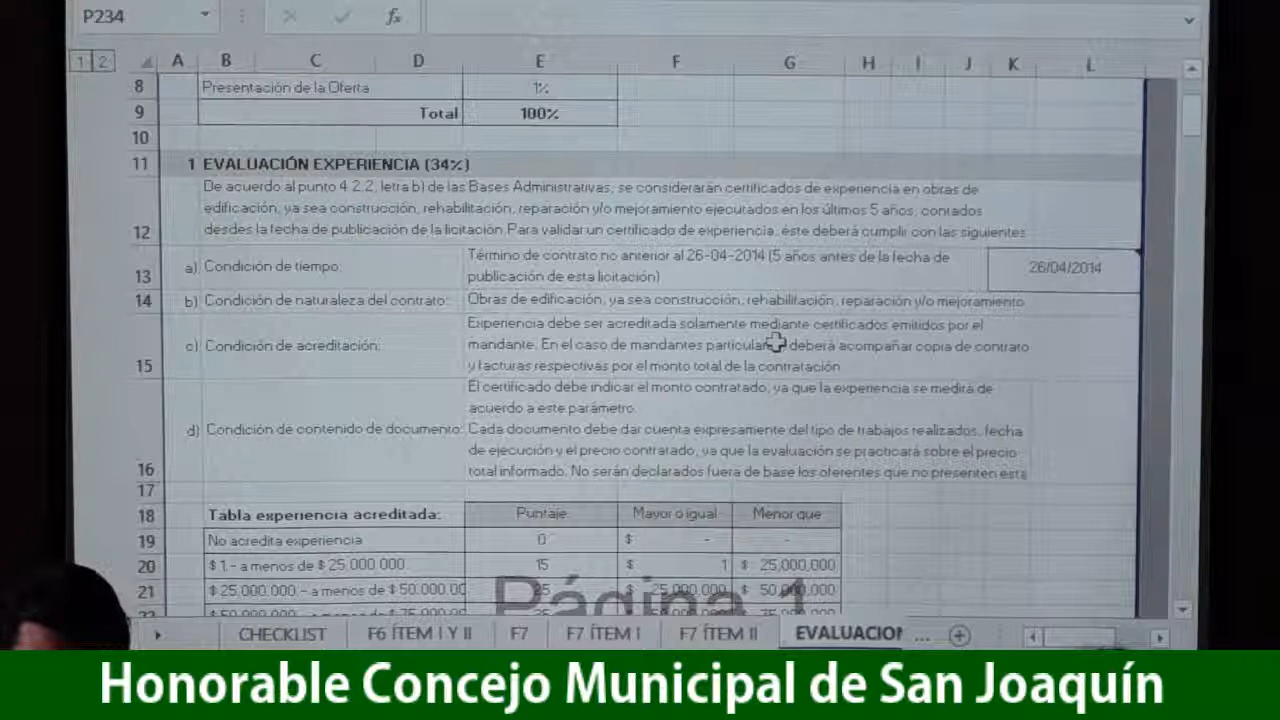 P234
fx
1 2 A B C D E F G H I J K L
8 Presentación de la Oferta 1%
9 Total 100%
10
11 1 EVALUACIÓN EXPERIENCIA (34%)
De acuerdo al punto 4.2.2, letra b) de las Bases Administrativas, se considerarán certificados de experiencia en obras de
edificación, ya sea construcción, rehabilitación, reparación y/o mejoramiento ejecutados en los últimos 5 años, contados
12 desdes la fecha de publicación de la licitación.Para validar un certificado de experiencia, éste deberá cumplir con las siguientes
Término de contrato no anterior al 26-04-2014 (5 años antes de la fecha de
13 a) Condición de tiempo: publicación de esta licitación) 26/04/2014
14 b) Condición de naturaleza del contrato: Obras de edificación, ya sea construcción, rehabilitación, reparación y/o mejoramiento
Experiencia debe ser acreditada solamente mediante certificados emitidos por el
c) Condición de acreditación: mandante. En el caso de mandantes particular deberá acompañar copia de contrato
15 y facturas respectivas por el monto total de la contratación
El certificado debe indicar el monto contratado, ya que la experiencia se medirá de
acuerdo a este parámetro.
d) Condición de contenido de documento: Cada documento debe dar cuenta expresamente del tipo de trabajos realizados, fecha
de ejecución y el precio contratado, ya que la evaluación se practicará sobre el precio
16 total informado. No serán declarados fuera de base los oferentes que no presenten esta
17
18 Tabla experiencia acreditada: Puntaje Mayor o igual Menor que
19 No acredita experiencia 0 $ - -
20 $ 1.- a menos de $ 25.000.000. 15 $ 1 $ 25,000,000
21 $ 25.000.000.- a menos de $ 50.000.00 25 $ 25,000,000 $ 50,000,000
Página 1
CHECKLIST F6 ÍTEM I Y II F7 F7 ÍTEM I F7 ÍTEM II EVALUACION ...
Honorable Concejo Municipal de San Joaquín